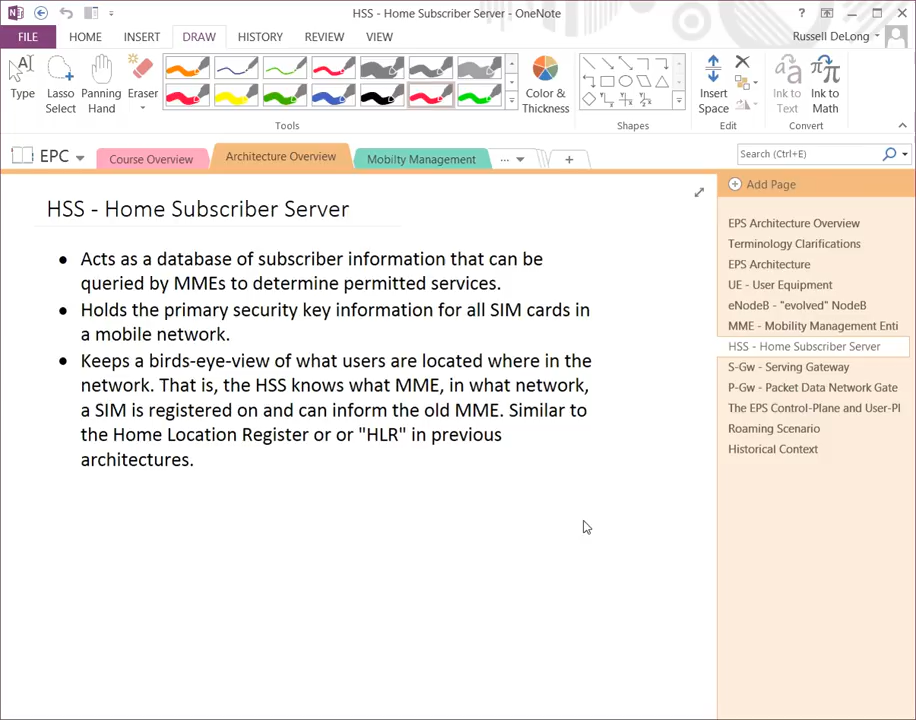 HSS - Home Subscriber Server - OneNote
?
Russell DeLong
FILE HOME INSERT DRAW HISTORY REVIEW VIEW
Type
Lasso
Select
Panning
Hand
Eraser
Color &
Thickness
Insert
Space
Ink to
Text
Ink to
Math
Tools Shapes Edit Convert
EPC Course Overview Architecture Overview Mobilty Management ... +
Search (Ctrl+E)
Add Page
HSS - Home Subscriber Server
• Acts as a database of subscriber information that can be
queried by MMEs to determine permitted services.
• Holds the primary security key information for all SIM cards in
a mobile network.
• Keeps a birds-eye-view of what users are located where in the
network. That is, the HSS knows what MME, in what network,
a SIM is registered on and can inform the old MME. Similar to
the Home Location Register or or "HLR" in previous
architectures.
EPS Architecture Overview
Terminology Clarifications
EPS Architecture
UE - User Equipment
eNodeB - "evolved" NodeB
MME - Mobility Management Enti
HSS - Home Subscriber Server
S-Gw - Serving Gateway
P-Gw - Packet Data Network Gate
The EPS Control-Plane and User-Pl
Roaming Scenario
Historical Context